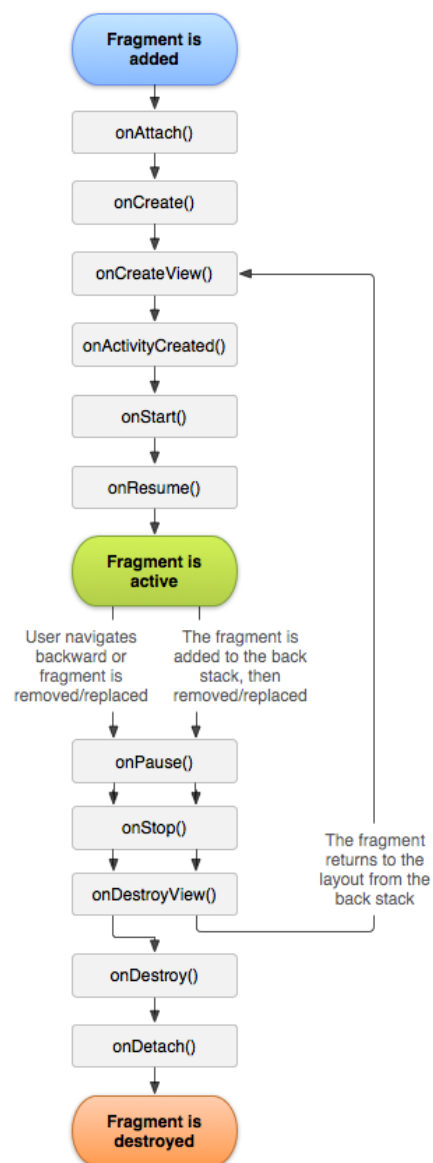 Fragment is
added
onAttach()
onCreate()
onCreateView()
onActivityCreated()
onStart()
onResume()
Fragment is
active
User navigates
backward or
fragment is
removed/replaced
The fragment is
added to the back
stack, then
removed/replaced
onPause()
onStop()
The fragment
returns to the
layout from the
back stack
onDestroyView()
onDestroy()
onDetach()
Fragment is
destroyed